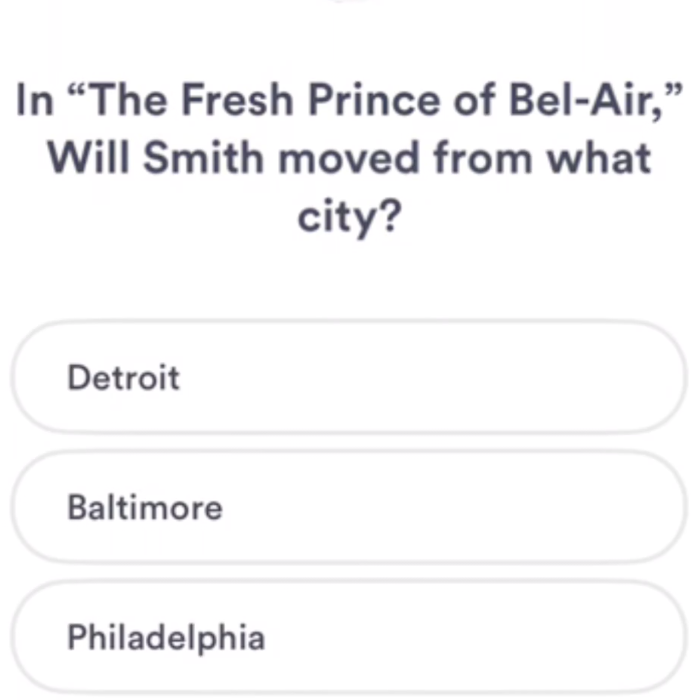 In “The Fresh Prince of Bel-Air,”
Will Smith moved from what
city?
Detroit
Baltimore
Philadelphia